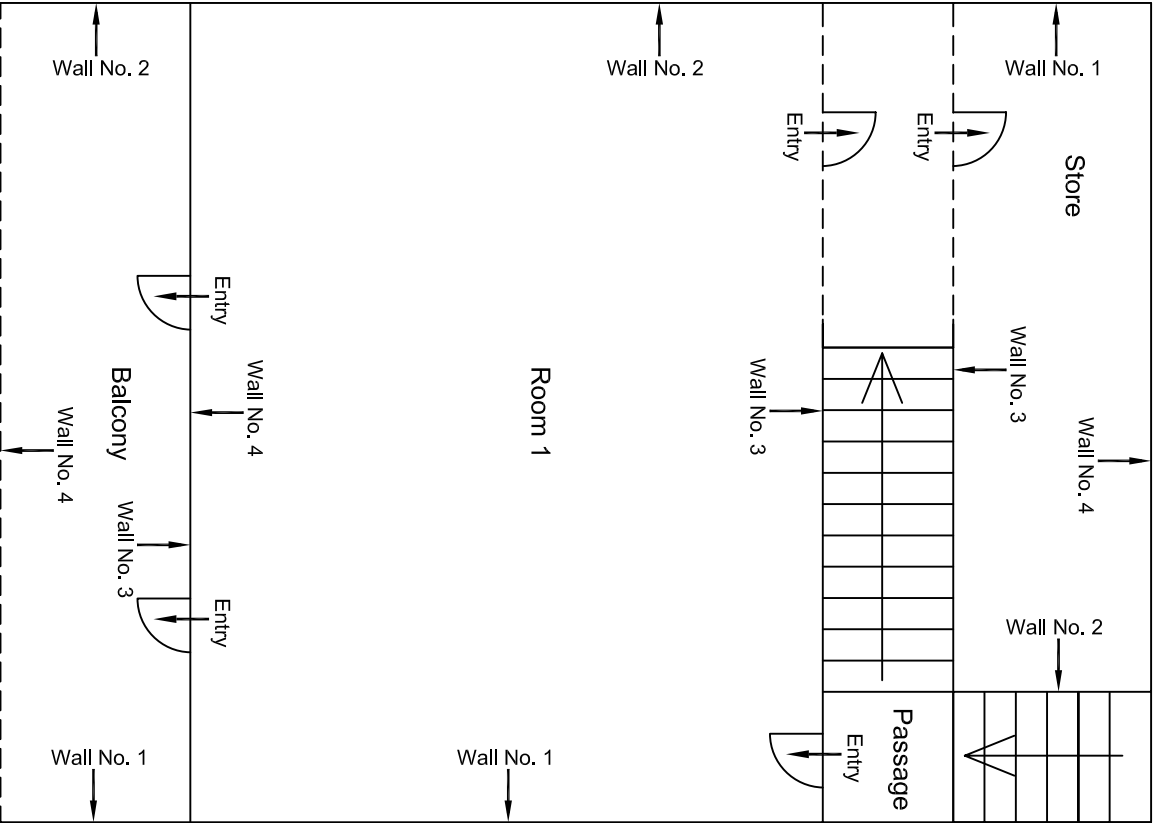 Wall No. 2
Wall No. 2
Wall No. 1
Entry
Entry
Store
Entry
Wall No. 3
Wall No. 4
Balcony
Room 1
Wall No. 3
Wall No. 4
Wall No. 4
Wall No. 3
Entry
Wall No. 2
Passage
Entry
Wall No. 1
Wall No. 1